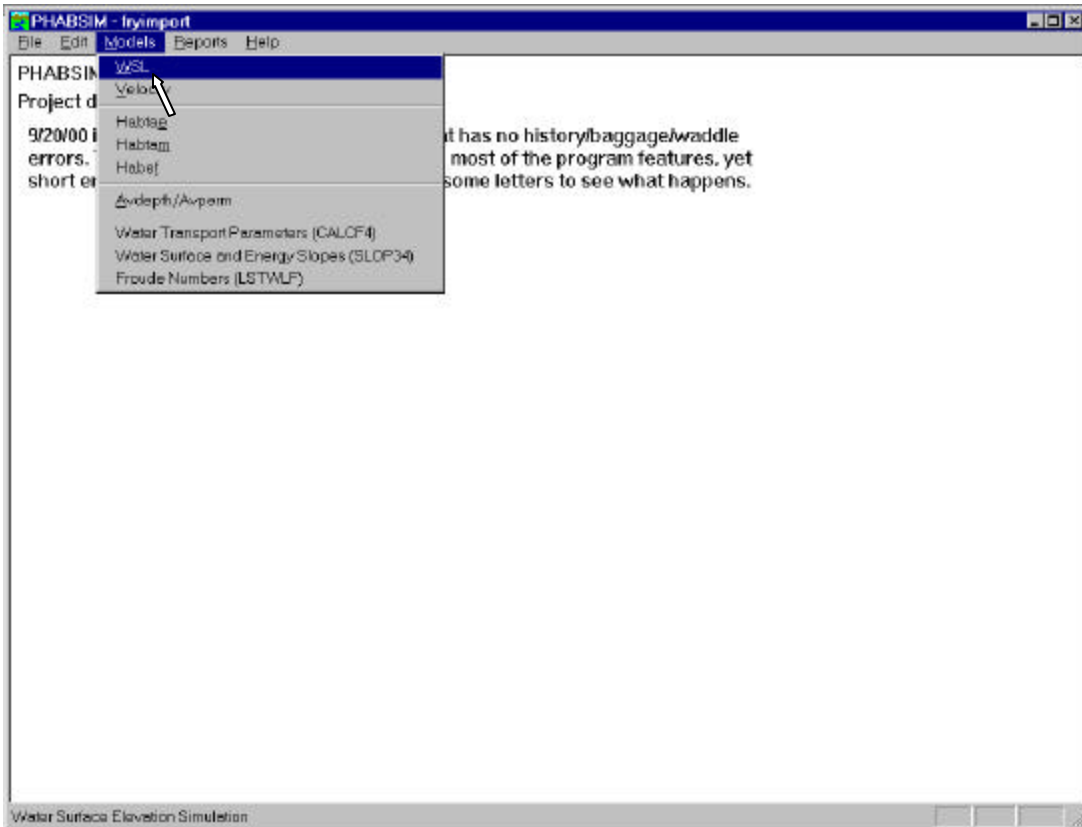 PHABSIM - fryimport
File Edit Models Reports Help
PHABSIM
Project d
9/20/00 i
errors.
short er
WSL
Velocity
Habtae
Habtam
Habef
Avdepth/Avperm
Water Transport Parameters (CALCF4)
Water Surface and Energy Slopes (SLOP34)
Froude Numbers (LSTWLF)
t has no history/baggage/waddle
most of the program features, yet
some letters to see what happens.
Water Surface Elevation Simulation